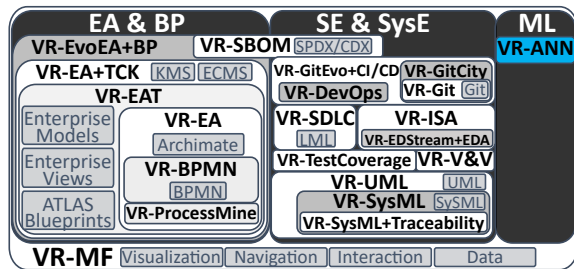 EA & BP
SE & SysE
ML
VR-EvoEA+BP
VR-SBOM
SPDX/CDX
VR-ANN
VR-EA+TCK
KMS
ECMS
VR-GitEvo+CI/CD
VR-GitCity
VR-EAT
VR-DevOps
VR-Git
Git
Enterprise
Models
VR-EA
Archimate
VR-SDLC
LML
VR-ISA
VR-EDStream+EDA
Enterprise
Views
VR-BPMN
BPMN
VR-TestCoverage
VR-V&V
ATLAS
Blueprints
VR-ProcessMine
VR-UML
UML
VR-SysML
SySML
VR-SysML+Traceability
VR-MF
Visualization
Navigation
Interaction
Data